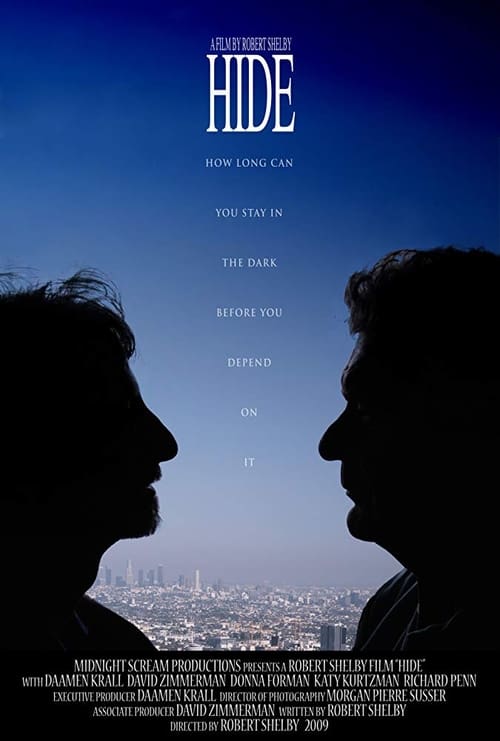 A FILM BY ROBERT SHELBY
HIDE
HOW LONG CAN
YOU STAY IN
THE DARK
BEFORE YOU
DEPEND
ON
IT
MIDNIGHT SCREAM PRODUCTIONS PRESENTS A ROBERT SHELBY FILM "HIDE"
WITH DAAMEN KRALL DAVID ZIMMERMAN DONNA FORMAN KATY KURTZMAN RICHARD PENN
EXECUTIVE PRODUCER DAAMEN KRALL DIRECTOR OF PHOTOGRAPHY MORGAN PIERRE SUSSER
ASSOCIATE PRODUCER DAVID ZIMMERMAN WRITTEN BY ROBERT SHELBY
DIRECTED BY ROBERT SHELBY 2009